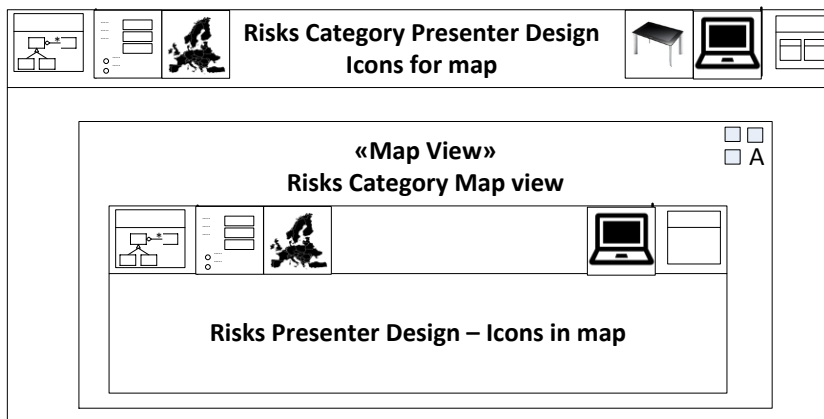 Risks Category Presenter Design
Icons for map
«Map View»
Risks Category Map view
A
*
*
Risks Presenter Design – Icons in map